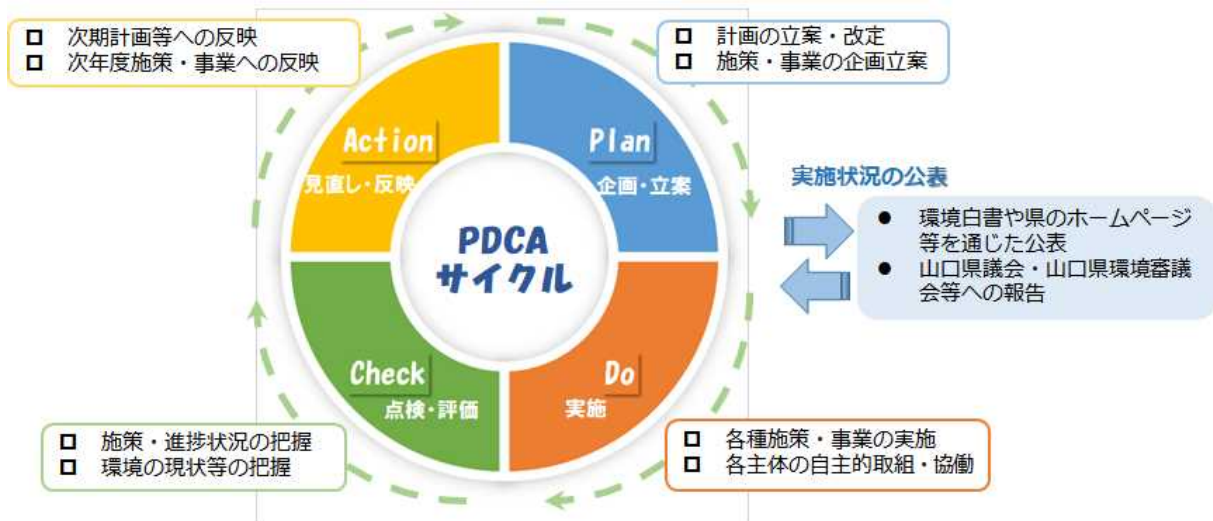 □ 次期計画等への反映
□ 次年度施策・事業への反映
□ 計画の立案・改定
□ 施策・事業の企画立案
Action
見直し・反映
Plan
企画・立案
PDCA
サイクル
実施状況の公表
● 環境白書や県のホームページ
等を通じた公表
● 山口県議会・山口県環境審議
会等への報告
Check
点検・評価
Do
実施
□ 施策・進捗状況の把握
□ 環境の現状等の把握
□ 各種施策・事業の実施
□ 各主体の自主的取組・協働